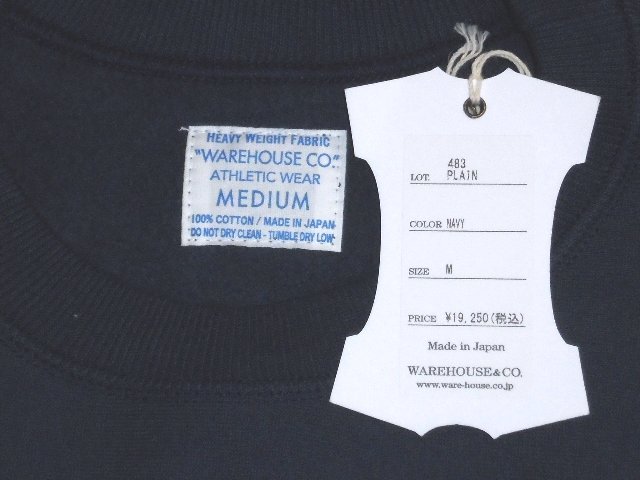 HEAVY WEIGHT FABRIC
"WAREHOUSE CO."
ATHLETIC WEAR
MEDIUM
100% COTTON / MADE IN JAPAN
DO NOT DRY CLEAN - TUMBLE DRY LOW
483
LOT. PLAIN
COLOR NAVY
SIZE M
PRICE ¥19,250(税込)
Made in Japan
WAREHOUSE&CO.
www.ware-house.co.jp